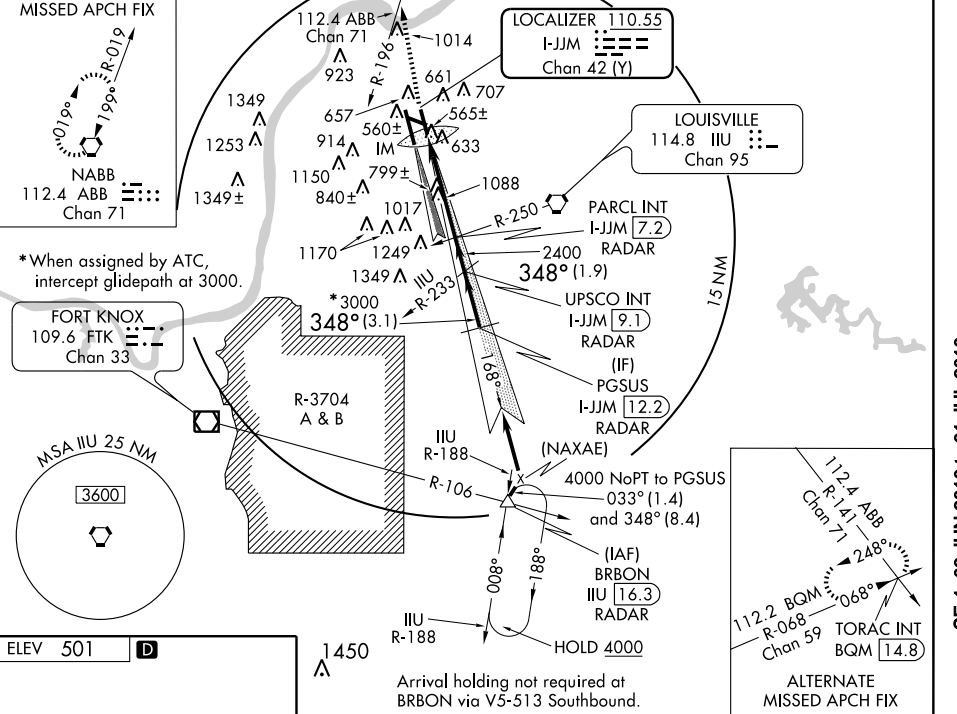 MISSED APCH FIX
R-019
019°
199°
NABB
112.4 ABB
Chan 71
112.4 ABB
Chan 71
R-196
1014
923
LOCALIZER 110.55
I-JJM
Chan 42 (Y)
661
707
657
565±
560±
IM
633
1349
1253
914
1150
799±
1349±
840±
1088
LOUISVILLE
114.8 IIU
Chan 95
R-250
1017
1170
1249
1349
PARCL INT
I-JJM 7.2
RADAR
2400
348° (1.9)
15 NM
*When assigned by ATC,
intercept glidepath at 3000.
IIU
R-233
*3000
348° (3.1)
UPSCO INT
I-JJM 9.1
RADAR
FORT KNOX
109.6 FTK
Chan 33
168°
(IF)
PGSUS
I-JJM 12.2
RADAR
R-3704
A & B
MSA IIU 25 NM
3600
IIU
R-188
R-106
(NAXAE)
X
4000 NoPT to PGSUS
033° (1.4)
and 348° (8.4)
(IAF)
BRBON
IIU 16.3
RADAR
008°
188°
IIU
R-188
HOLD 4000
112.4 ABB
R-141
Chan 71
248°
068°
112.2 BQM
R-068
Chan 59
TORAC INT
BQM 14.8
ALTERNATE
MISSED APCH FIX
ELEV 501 D
1450
Arrival holding not required at
BRBON via V5-513 Southbound.